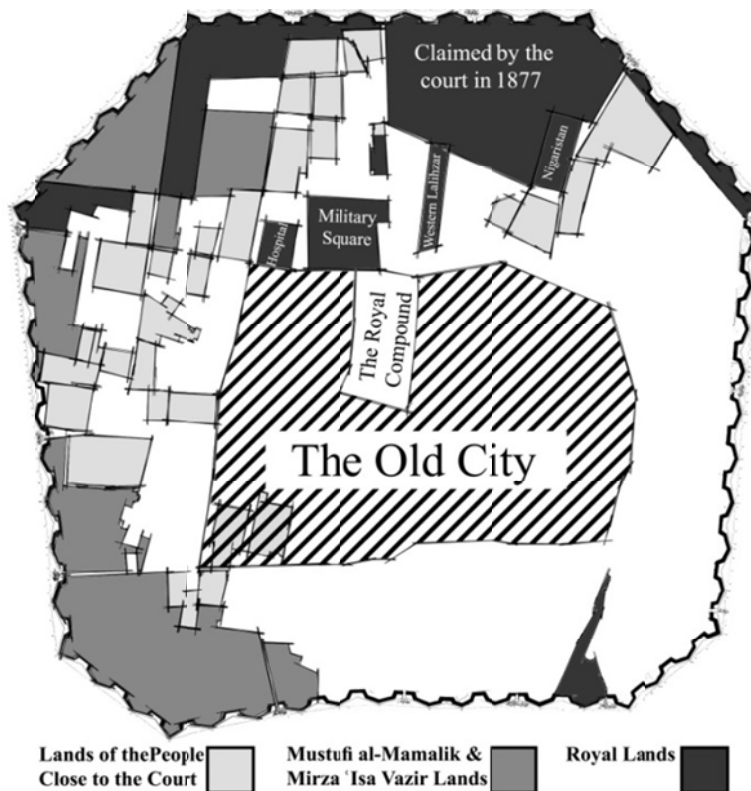 Claimed by the
court in 1877
Nigaristan
Western Lalihzar
Military
Square
Hospital
The Royal
Compound
The Old City
Lands of thePeople
Close to the Court
Mustufi al-Mamalik &
Mirza ‘Isa Vazir Lands
Royal Lands